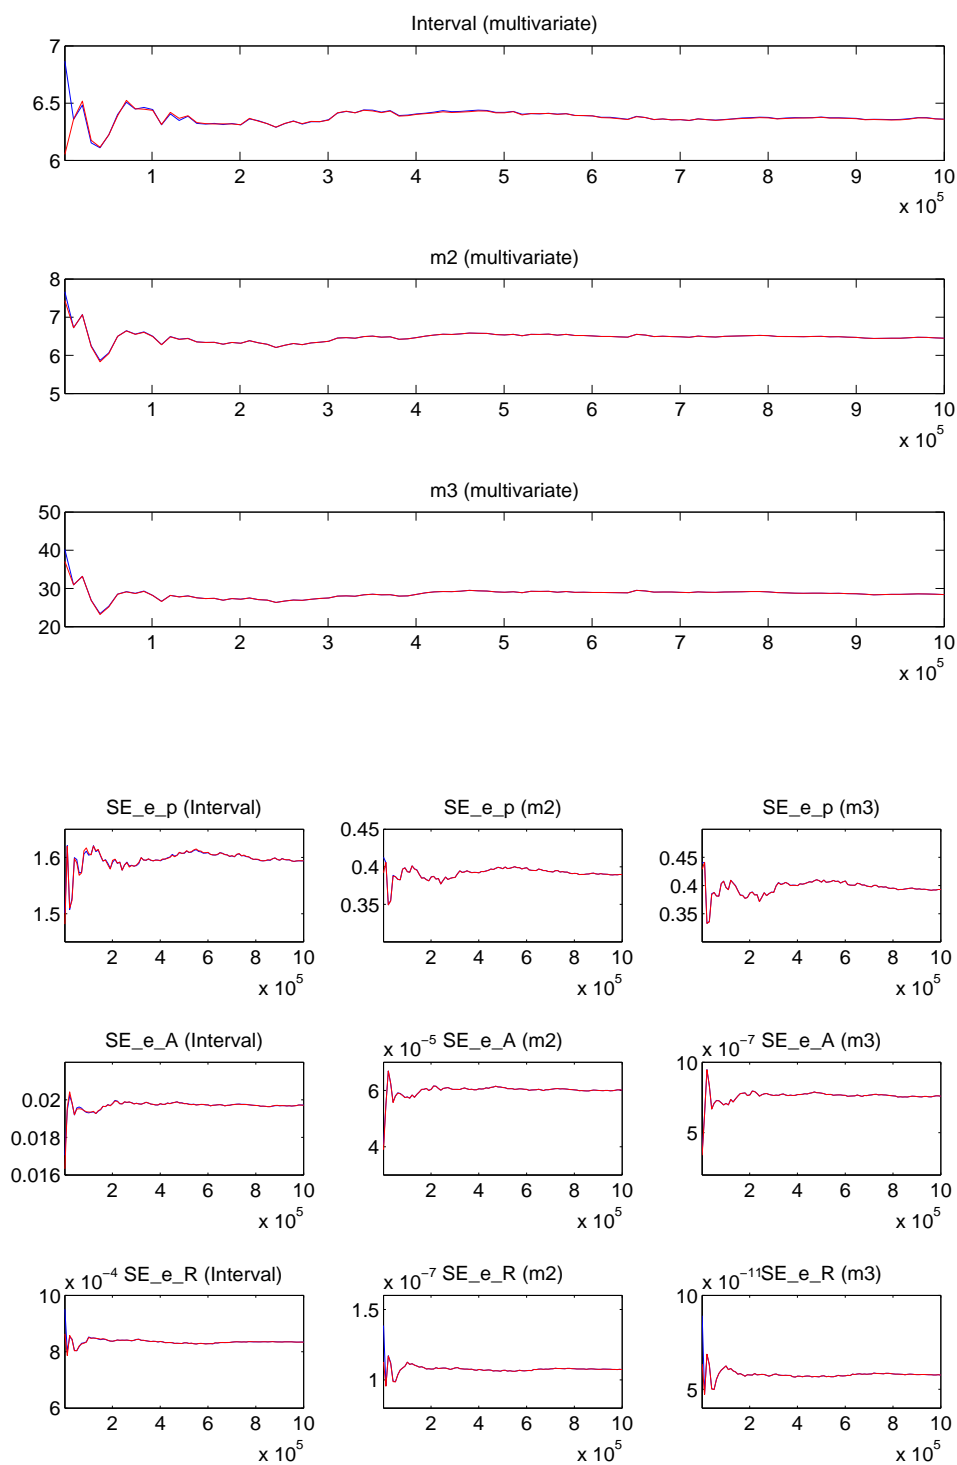 Interval (multivariate)
7
6.5
6
1 2 3 4 5 6 7 8 9 10
x 10^5
m2 (multivariate)
8
7
6
5
1 2 3 4 5 6 7 8 9 10
x 10^5
m3 (multivariate)
50
40
30
20
1 2 3 4 5 6 7 8 9 10
x 10^5
SE_e_p (Interval)
1.6
1.5
2 4 6 8 10
x 10^5
SE_e_p (m2)
0.45
0.4
0.35
2 4 6 8 10
x 10^5
SE_e_p (m3)
0.45
0.4
0.35
2 4 6 8 10
x 10^5
SE_e_A (Interval)
0.02
0.018
0.016
2 4 6 8 10
x 10^5
x 10^−5 SE_e_A (m2)
6
4
2 4 6 8 10
x 10^5
x 10^−7 SE_e_A (m3)
10
5
2 4 6 8 10
x 10^5
x 10^−4 SE_e_R (Interval)
10
8
6
2 4 6 8 10
x 10^5
x 10^−7 SE_e_R (m2)
1.5
1
2 4 6 8 10
x 10^5
x 10^−11 SE_e_R (m3)
10
5
2 4 6 8 10
x 10^5